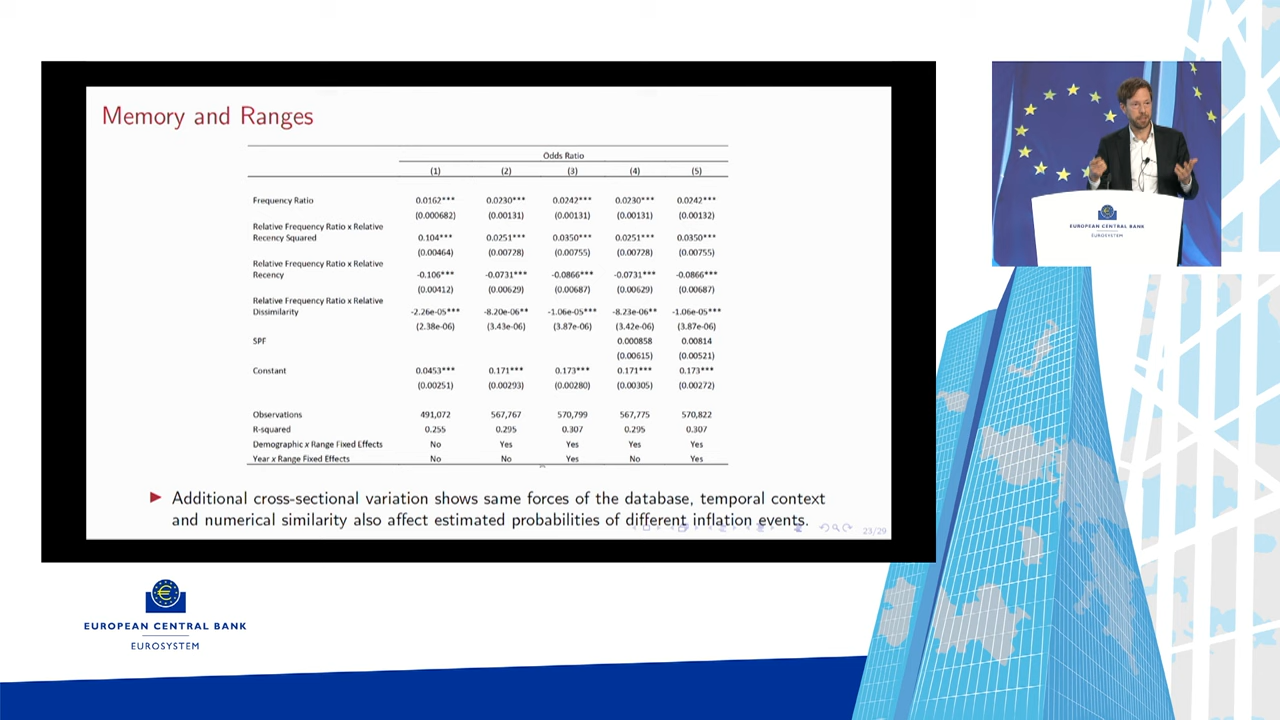 Memory and Ranges
Odds Ratio
(1) (2) (3) (4) (5)
Frequency Ratio 0.0162*** 0.0230*** 0.0242*** 0.0230*** 0.0242***
(0.000682) (0.00131) (0.00131) (0.00131) (0.00132)
Relative Frequency Ratio x Relative
Recency Squared 0.104*** 0.0251*** 0.0350*** 0.0251*** 0.0350***
(0.00464) (0.00728) (0.00755) (0.00728) (0.00755)
Relative Frequency Ratio x Relative
Recency -0.106*** -0.0731*** -0.0866*** -0.0731*** -0.0866***
(0.00412) (0.00629) (0.00687) (0.00629) (0.00687)
Relative Frequency Ratio x Relative
Dissimilarity -2.26e-05*** -8.20e-06** -1.06e-05*** -8.23e-06** -1.06e-05***
(2.38e-06) (3.43e-06) (3.87e-06) (3.42e-06) (3.87e-06)
SPF 0.000858 0.00814
(0.00615) (0.00521)
Constant 0.0453*** 0.171*** 0.173*** 0.171*** 0.173***
(0.00251) (0.00293) (0.00280) (0.00305) (0.00272)
Observations 491,072 567,767 570,799 567,775 570,822
R-squared 0.255 0.295 0.307 0.295 0.307
Demographic x Range Fixed Effects No Yes Yes Yes Yes
Year x Range Fixed Effects No No Yes No Yes
Additional cross-sectional variation shows same forces of the database, temporal context
and numerical similarity also affect estimated probabilities of different inflation events.
23/29
EUROPEAN CENTRAL BANK
EUROSYSTEM
EUROPEAN CENTRAL BANK
EUROSYSTEM